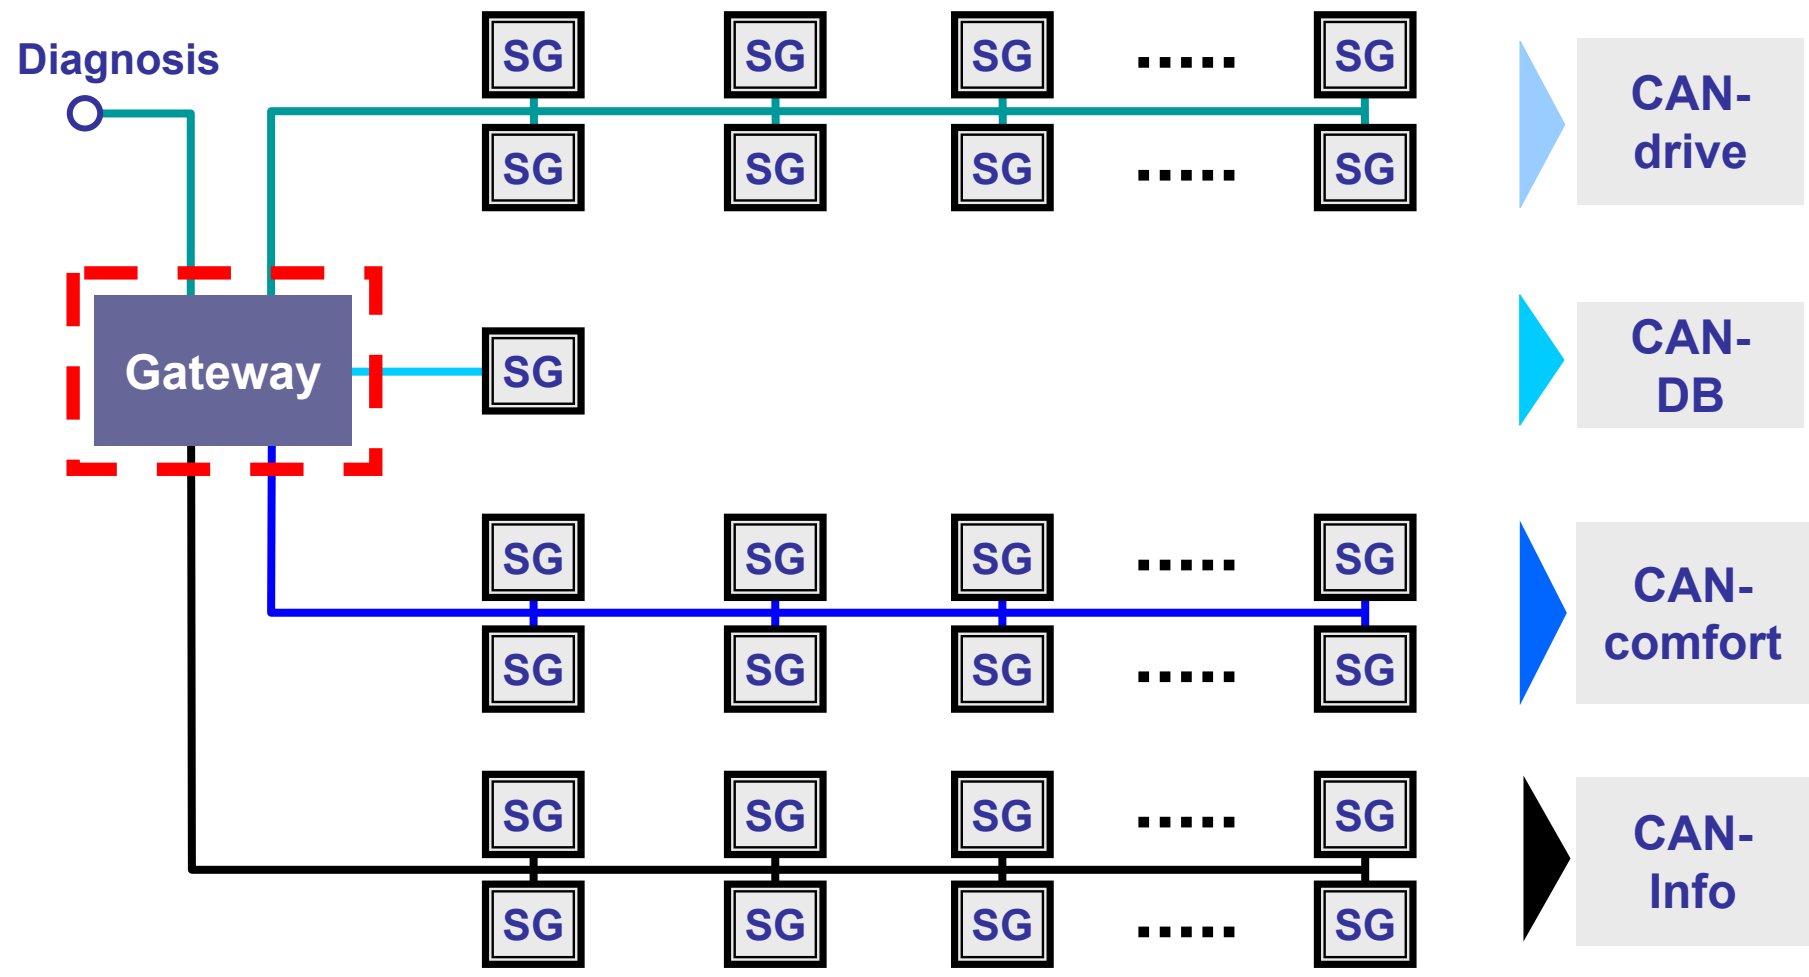 Diagnosis
SG SG SG ..... SG
SG SG SG ..... SG
CAN-
drive
Gateway
SG
CAN-
DB
SG SG SG ..... SG
SG SG SG ..... SG
CAN-
comfort
SG SG SG ..... SG
SG SG SG ..... SG
CAN-
Info